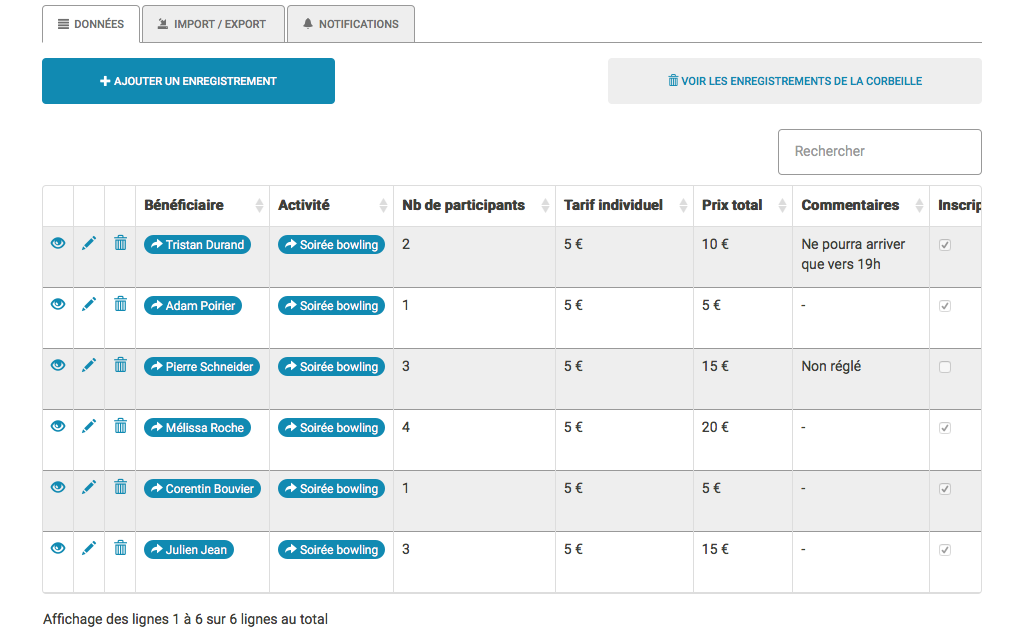 DONNÉES IMPORT / EXPORT NOTIFICATIONS
AJOUTER UN ENREGISTREMENT VOIR LES ENREGISTREMENTS DE LA CORBEILLE
Rechercher
Bénéficiaire Activité Nb de participants Tarif individuel Prix total Commentaires Inscrip
Tristan Durand Soirée bowling 2 5 € 10 € Ne pourra arriver
que vers 19h
Adam Poirier Soirée bowling 1 5 € 5 € -
Pierre Schneider Soirée bowling 3 5 € 15 € Non réglé
Mélissa Roche Soirée bowling 4 5 € 20 € -
Corentin Bouvier Soirée bowling 1 5 € 5 € -
Julien Jean Soirée bowling 3 5 € 15 € -
Affichage des lignes 1 à 6 sur 6 lignes au total